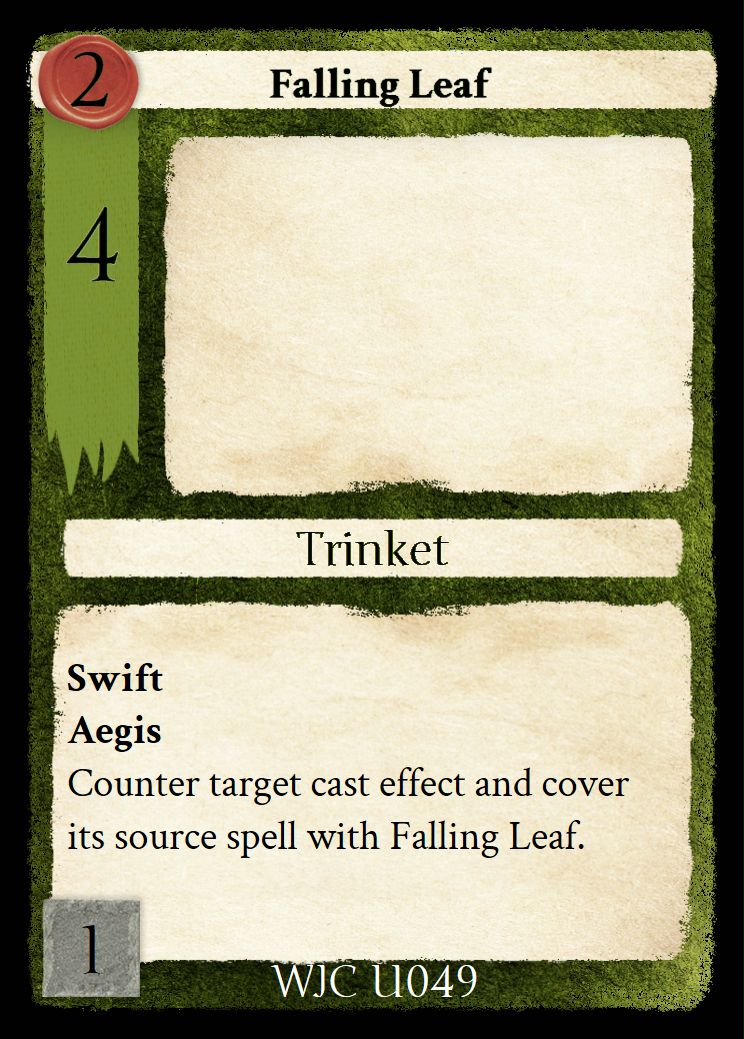 2
Falling Leaf
4
Trinket
Swift
Aegis
Counter target cast effect and cover
its source spell with Falling Leaf.
1
WJC U049